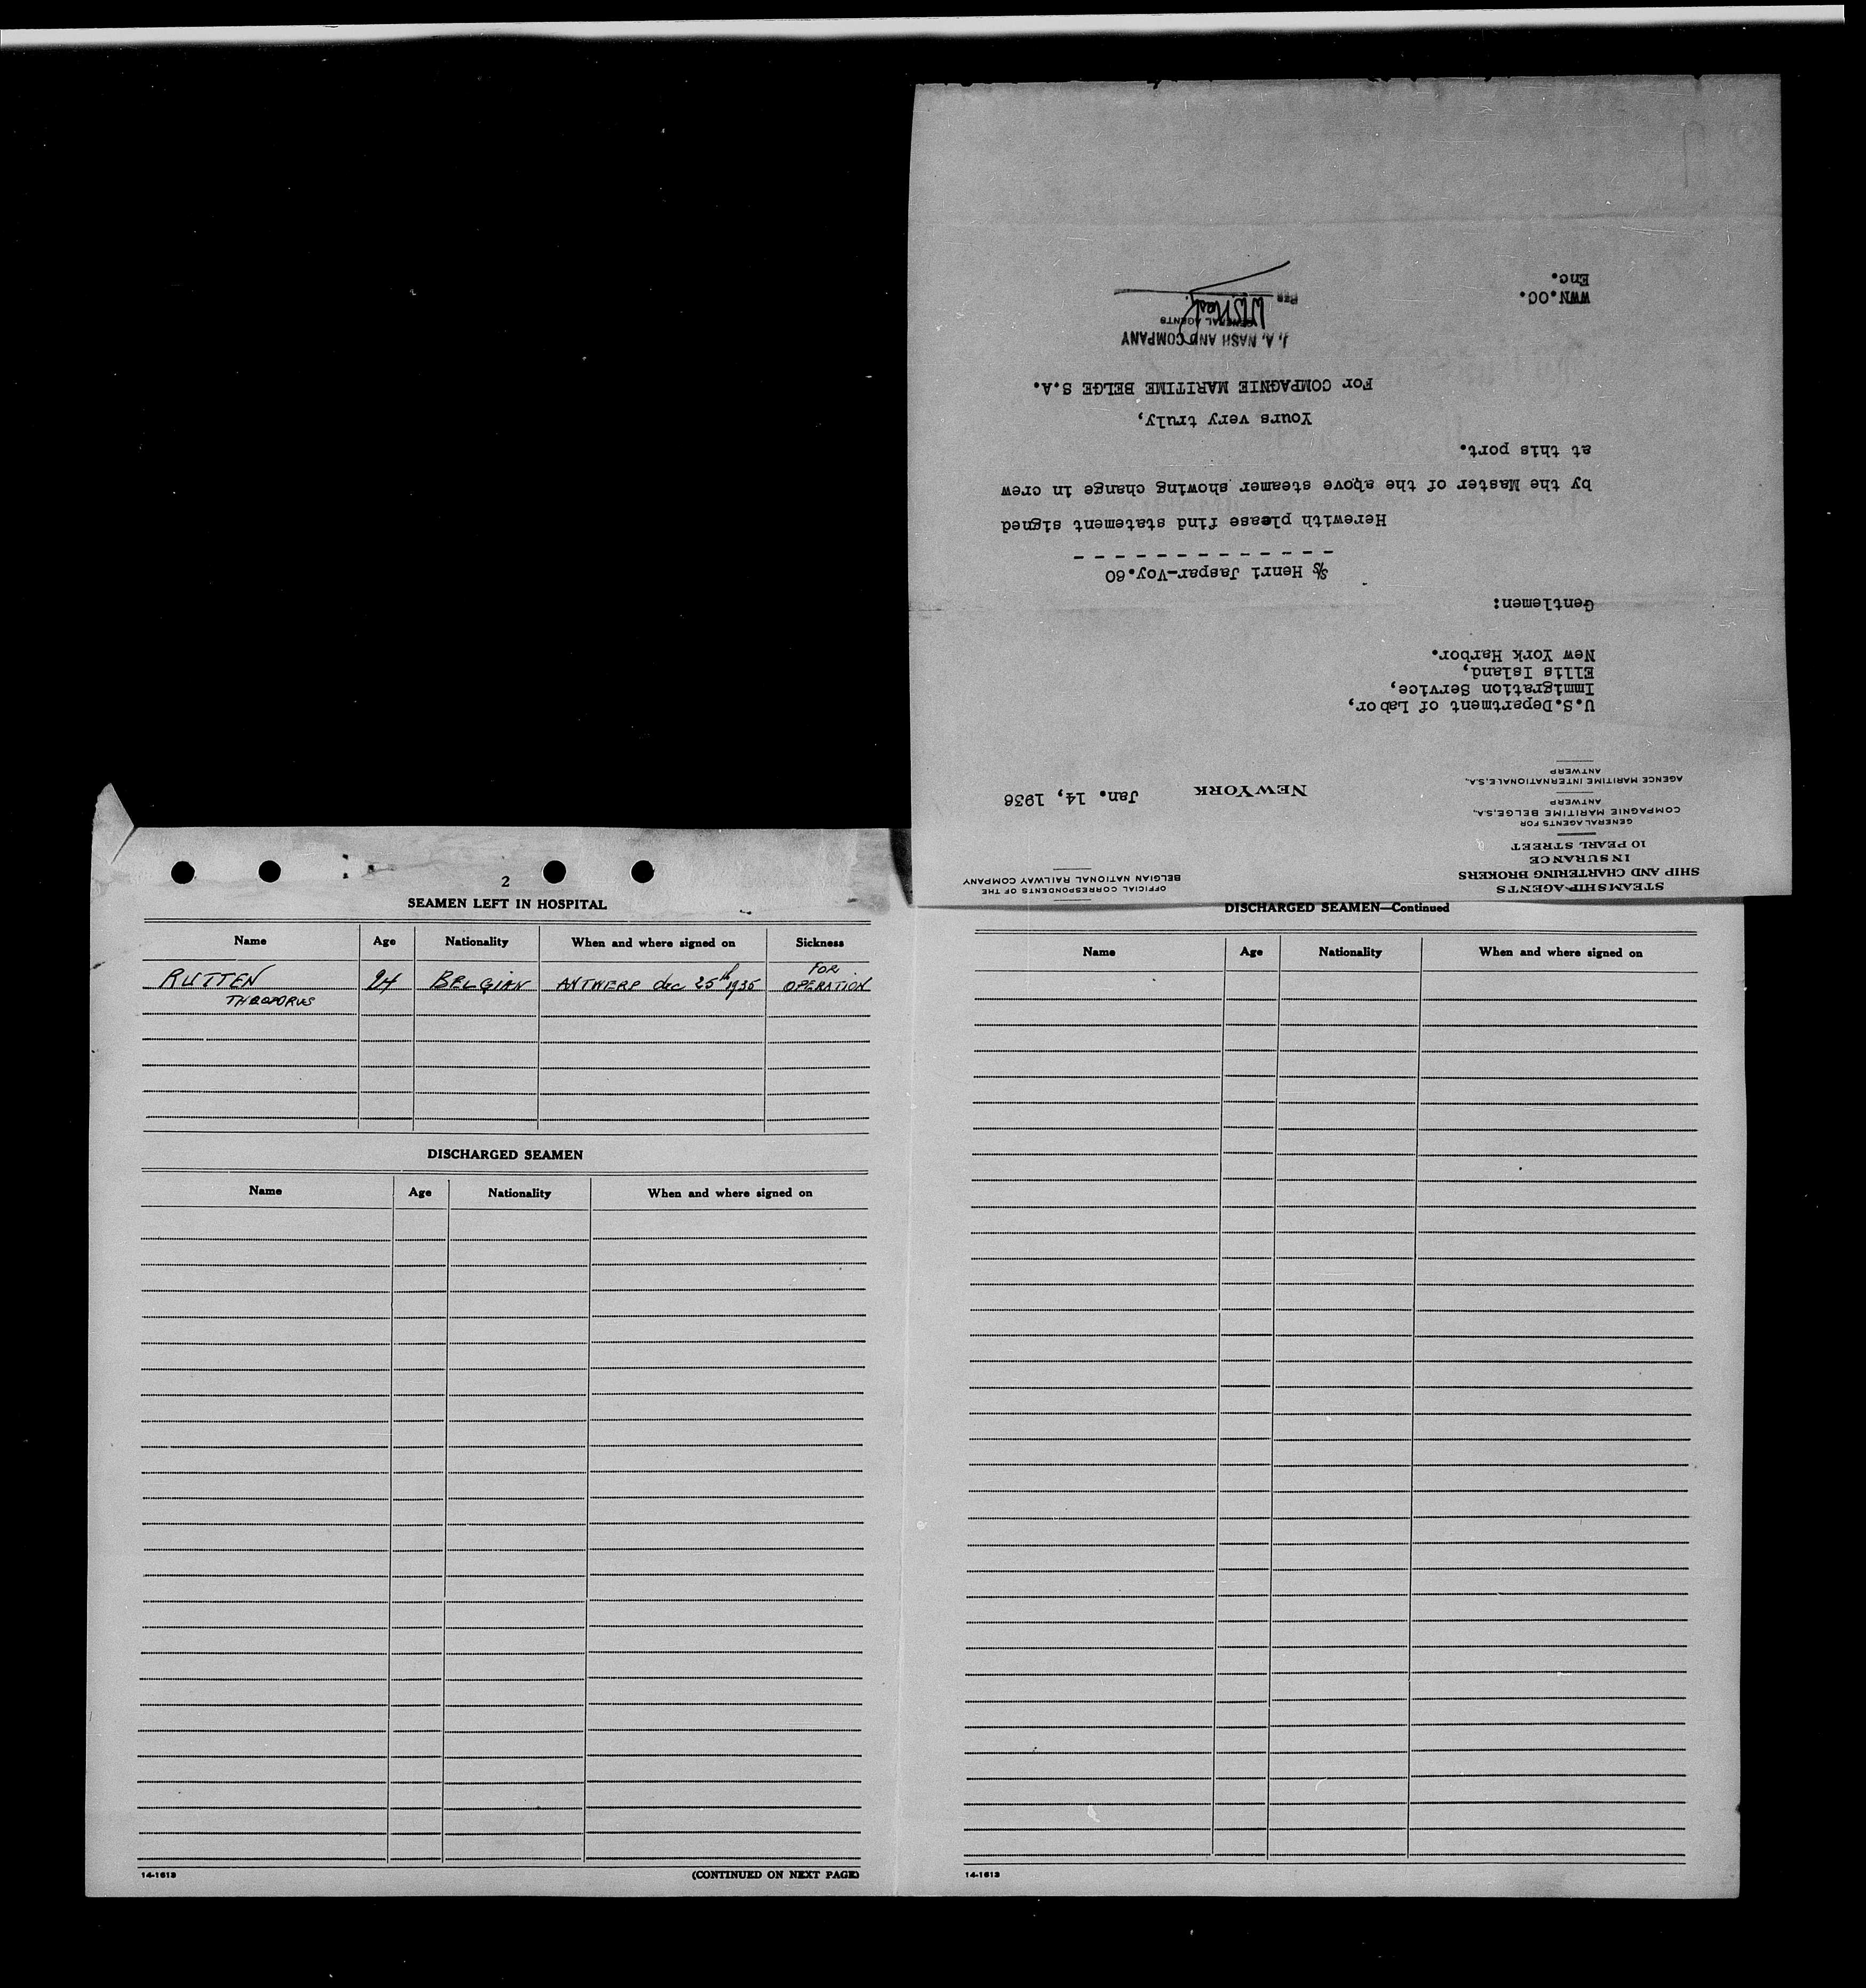 STEAMSHIP AGENTS
SHIP AND CHARTERING BROKERS
INSURANCE
10 PEARL STREET
GENERAL AGENTS FOR
COMPAGNIE MARITIME BELGE, S.A.,
ANTWERP
AGENCE MARITIME INTERNATIONALE, S.A.,
ANTWERP
OFFICIAL CORRESPONDENTS OF THE
BELGIAN NATIONAL RAILWAY COMPANY
NEW YORK Jan. 14, 1936
U.S.Department of Labor,
Immigration Service,
Ellis Island,
New York Harbor.
Gentlemen:
S/S Henri Jaspar-Voy.60
- - - - - - - - - - - - -
Herewith please find statement signed
by the Master of the above steamer showing change in crew
at this port.
Yours very truly,
For COMPAGNIE MARITIME BELGE S.A.
J. A. NASH AND COMPANY
GENERAL AGENTS
PER
WWN.OC.
Enc.
2
SEAMEN LEFT IN HOSPITAL
Name Age Nationality When and where signed on Sickness
RUTTEN 24 BELGIAN ANTWERP dec 25th 1935 FOR OPERATION
THEODORUS
DISCHARGED SEAMEN
Name Age Nationality When and where signed on
14-1613 (CONTINUED ON NEXT PAGE)
DISCHARGED SEAMEN—Continued
Name Age Nationality When and where signed on
14-1613